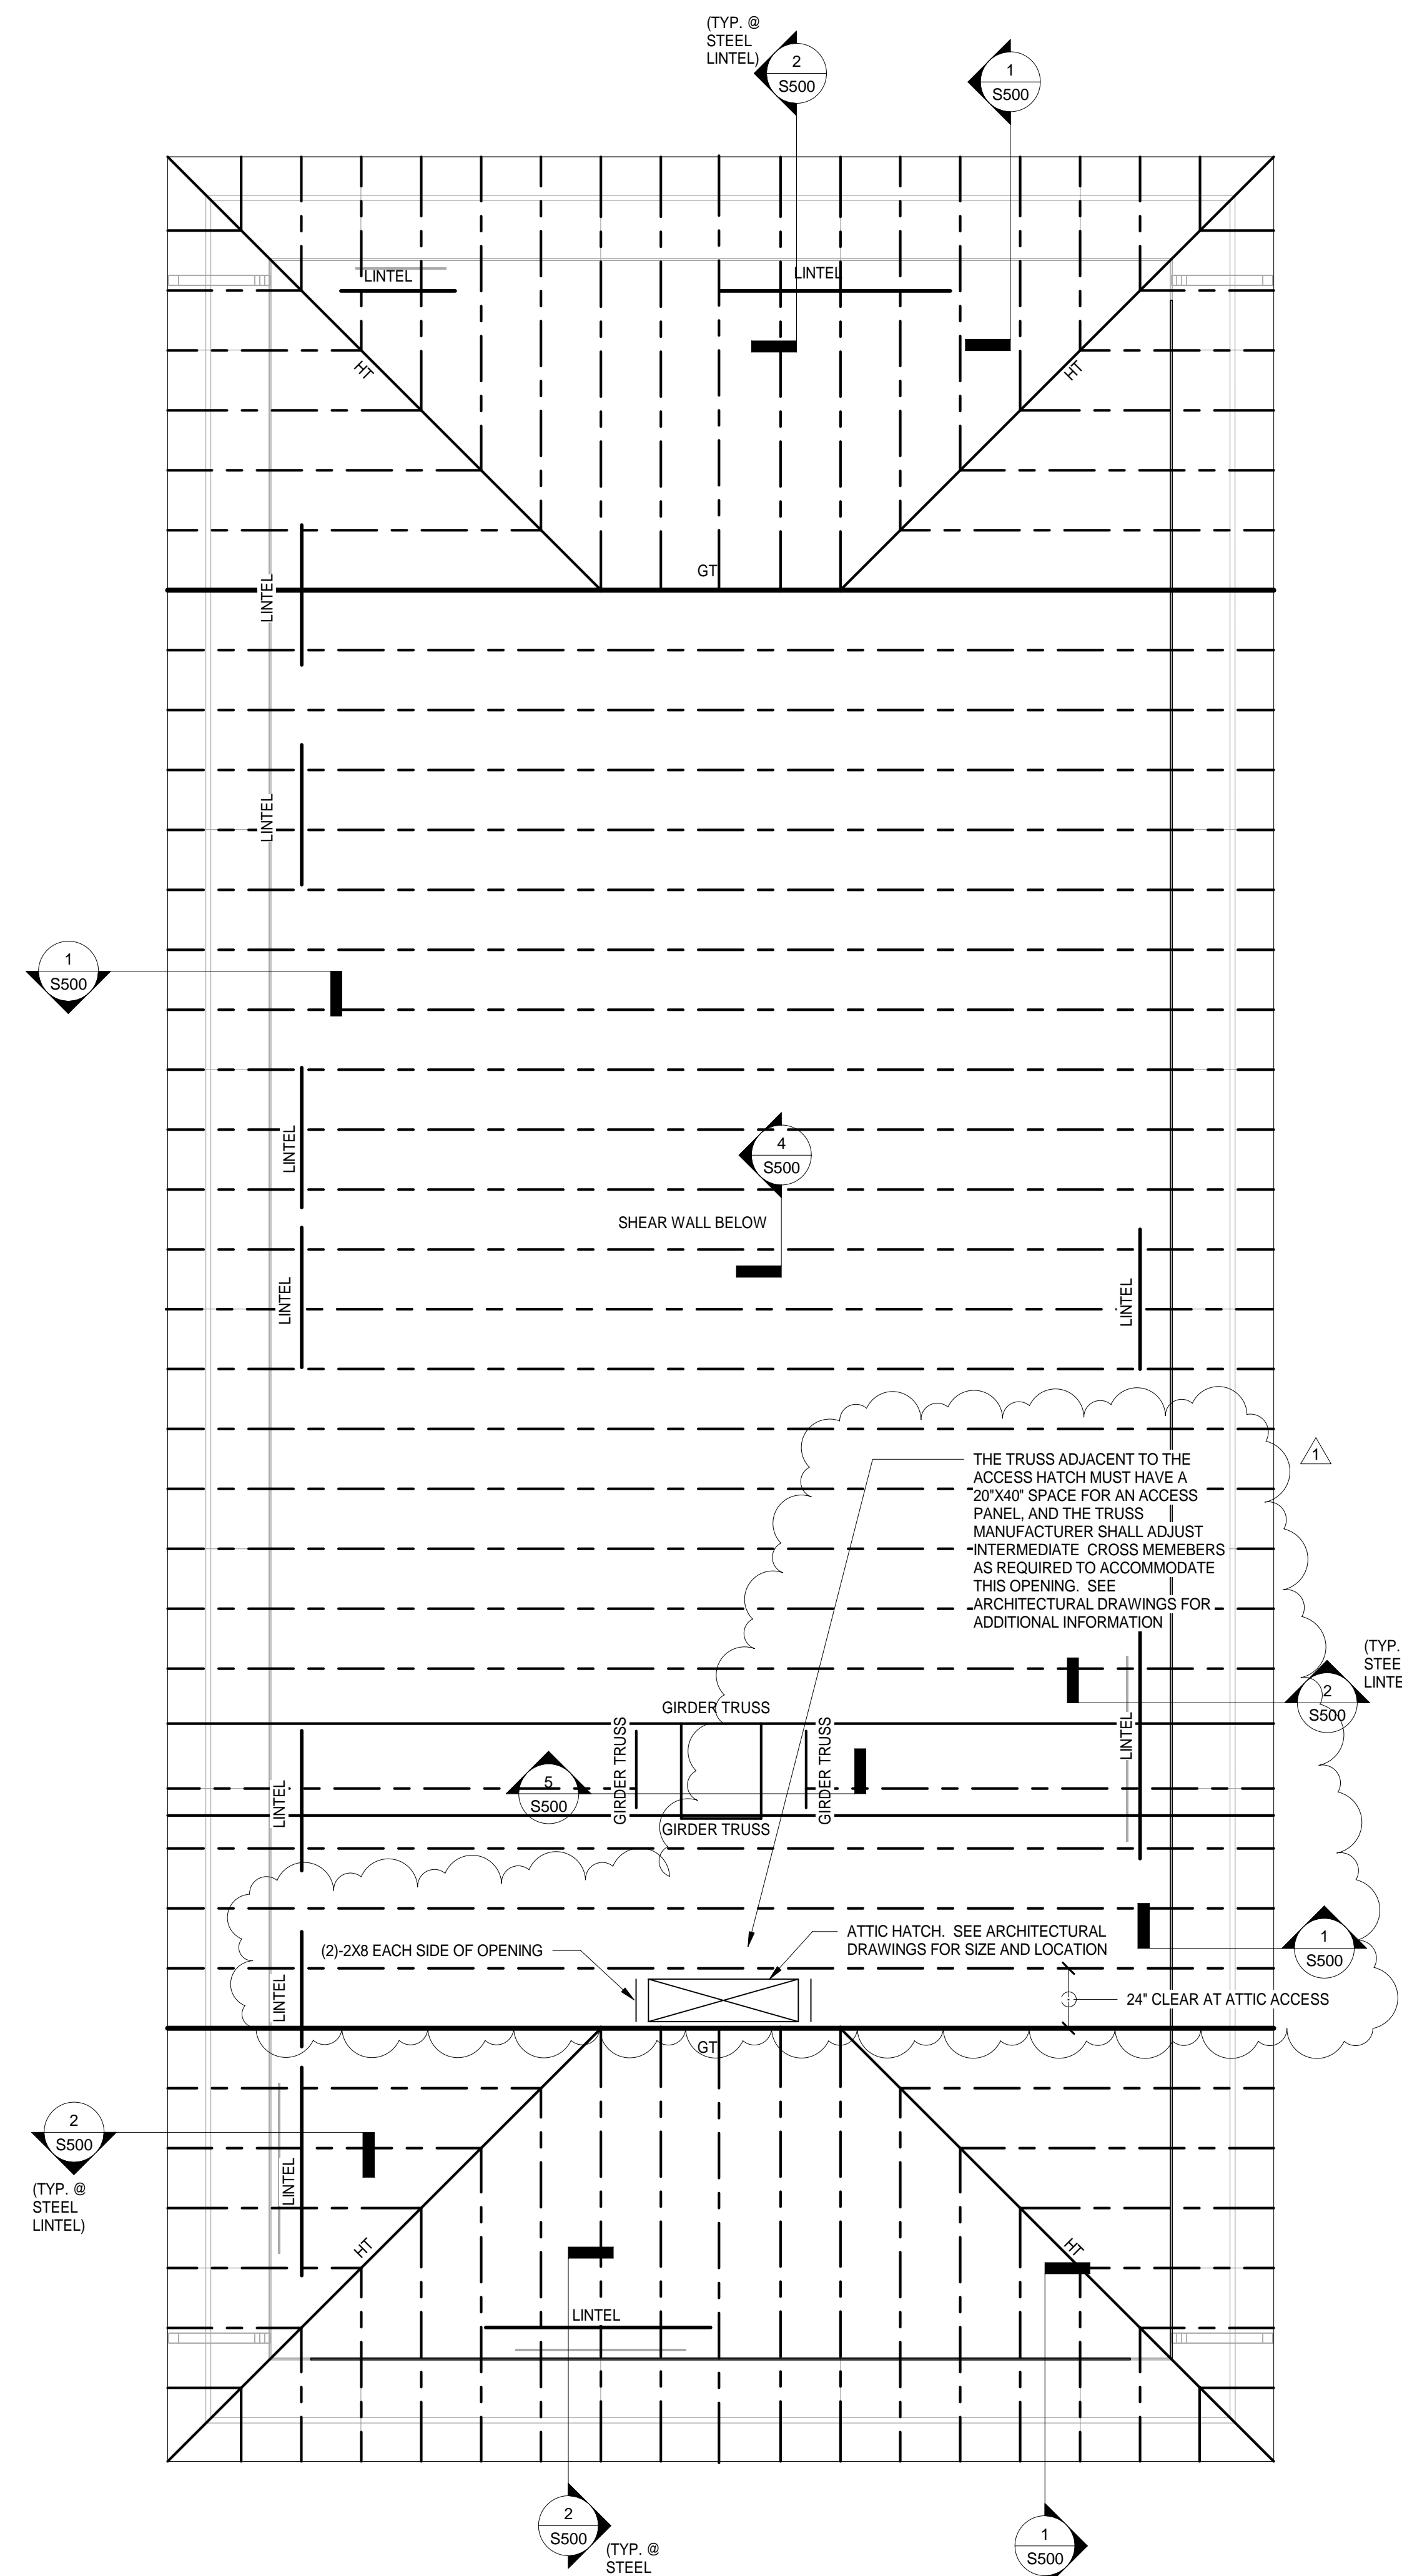 (TYP. @
STEEL
LINTEL)
2
S500
1
S500
LINTEL
LINTEL
HT
HT
GT
LINTEL
LINTEL
1
S500
LINTEL
4
S500
SHEAR WALL BELOW
LINTEL
LINTEL
THE TRUSS ADJACENT TO THE
ACCESS HATCH MUST HAVE A
20"X40" SPACE FOR AN ACCESS
PANEL, AND THE TRUSS
MANUFACTURER SHALL ADJUST
INTERMEDIATE CROSS MEMEBERS
AS REQUIRED TO ACCOMMODATE
THIS OPENING. SEE
ARCHITECTURAL DRAWINGS FOR
ADDITIONAL INFORMATION
1
(TYP.
STEE
LINTE
2
S500
GIRDER TRUSS
GIRDER TRUSS
GIRDER TRUSS
LINTEL
5
S500
LINTEL
GIRDER TRUSS
(2)-2X8 EACH SIDE OF OPENING
ATTIC HATCH. SEE ARCHITECTURAL
DRAWINGS FOR SIZE AND LOCATION
1
S500
LINTEL
24" CLEAR AT ATTIC ACCESS
GT
2
S500
(TYP. @
STEEL
LINTEL)
LINTEL
HT
HT
LINTEL
2
S500
(TYP. @
STEEL
1
S500